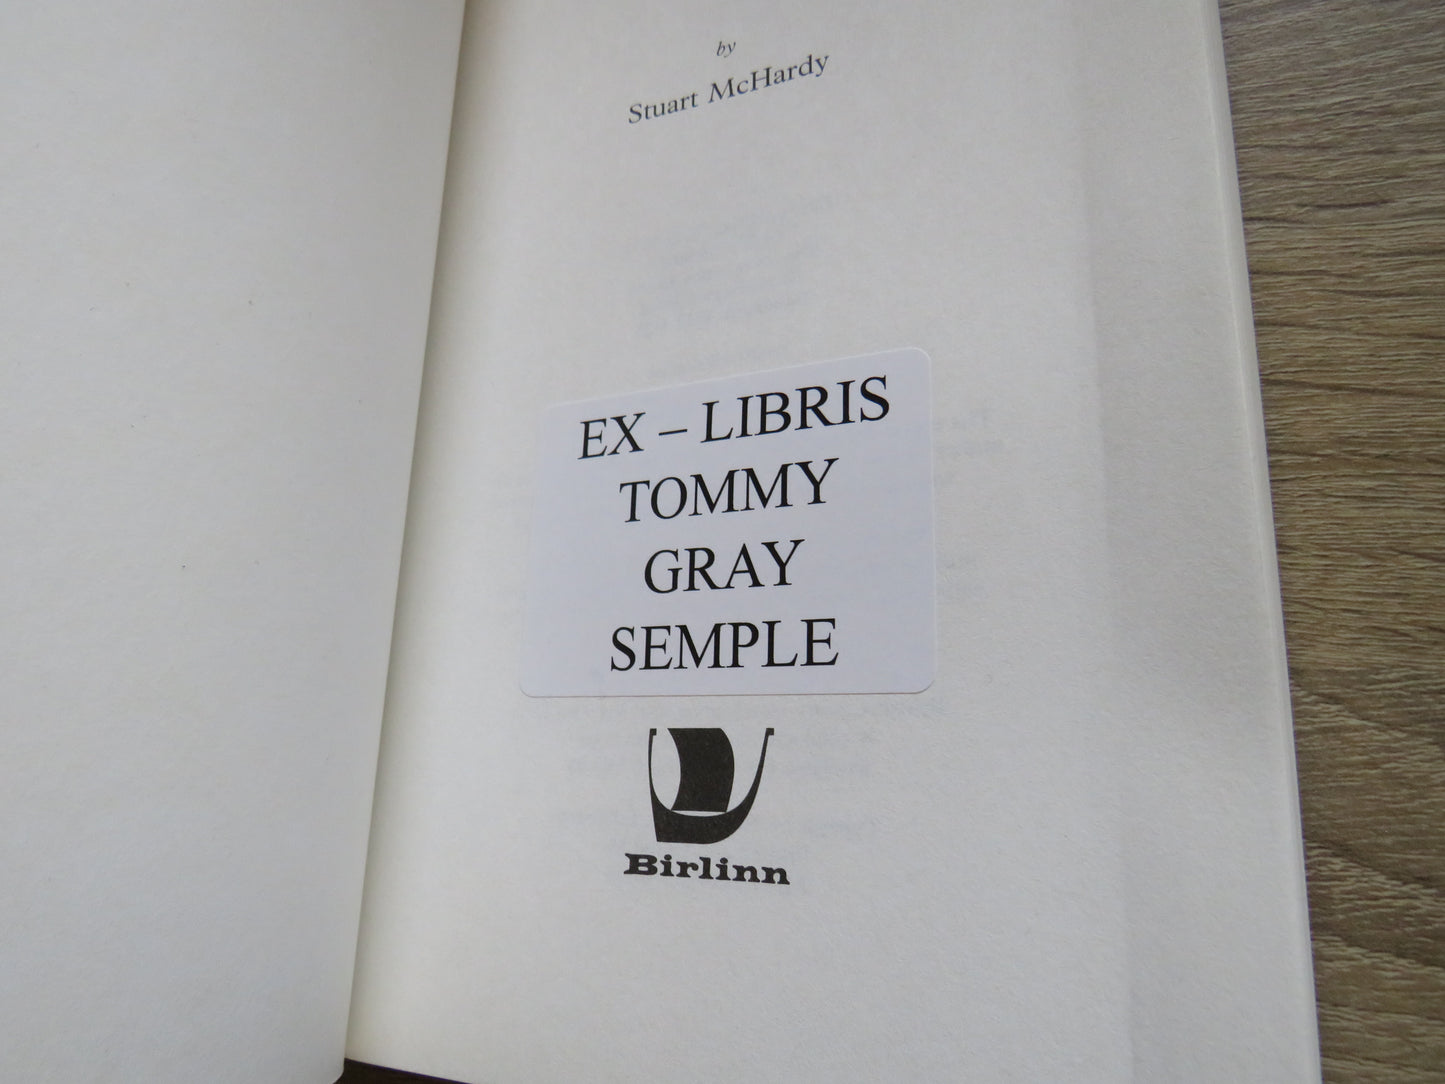 by
Stuart McHardy
EX – LIBRIS
TOMMY
GRAY
SEMPLE
Birlinn